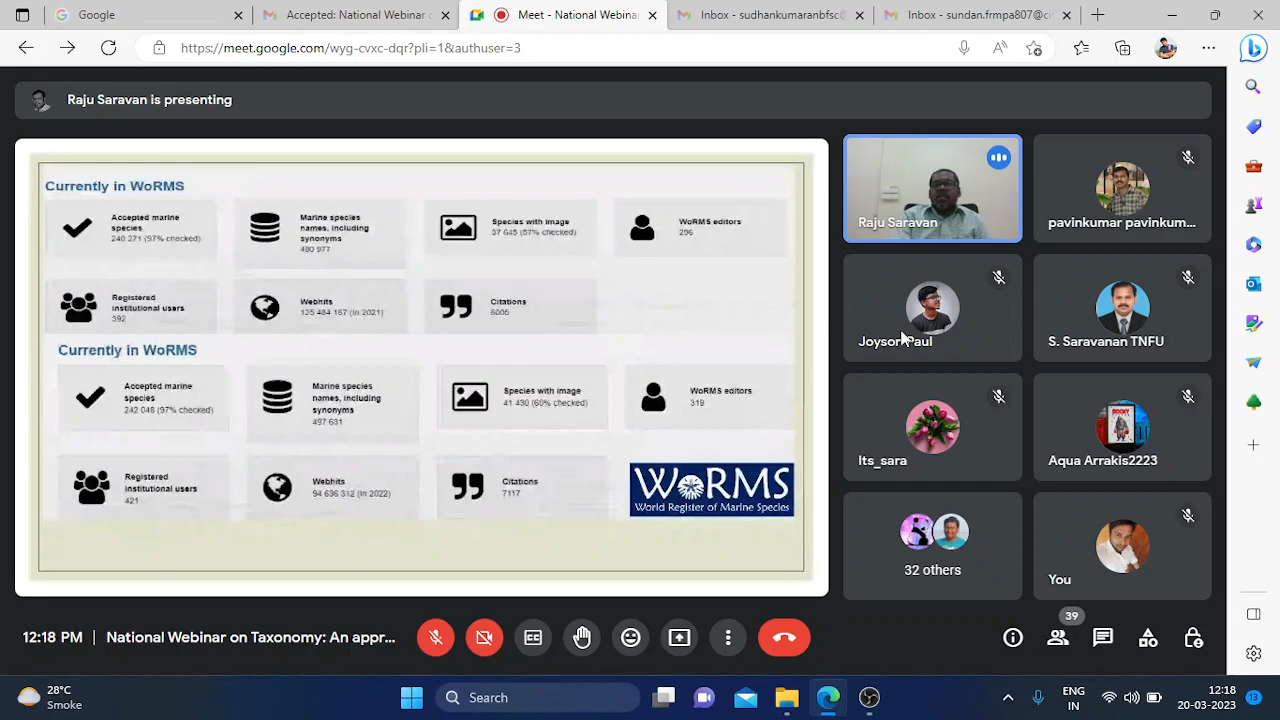 Google
Accepted: National Webinar
Meet - National Webina
Inbox - sudhankumaranbfsc@
Inbox - sundan.frmpa807@ci
https://meet.google.com/wyg-cvxc-dqr?pli=1&authuser=3
Raju Saravan is presenting
Currently in WoRMS
Accepted marine
species
240 271 (97% checked)
Marine species
names, including
synonyms
480 977
Species with image
37 645 (57% checked)
WoRMS editors
296
Registered
institutional users
392
Webhits
125 484 167 (in 2021)
Citations
6005
Currently in WoRMS
Accepted marine
species
242 048 (97% checked)
Marine species
names, including
synonyms
497 631
Species with image
41 430 (60% checked)
WoRMS editors
319
Registered
institutional users
421
Webhits
94 636 312 (in 2022)
Citations
7117
WoRMS
World Register of Marine Species
Raju Saravan
pavinkumar pavinkum...
Joyson Paul
S. Saravanan TNFU
Its_sara
Aqua Arrakis2223
32 others
You
12:18 PM | National Webinar on Taxonomy: An appr...
39
28°C
Smoke
Search
ENG
IN
12:18
20-03-2023
13